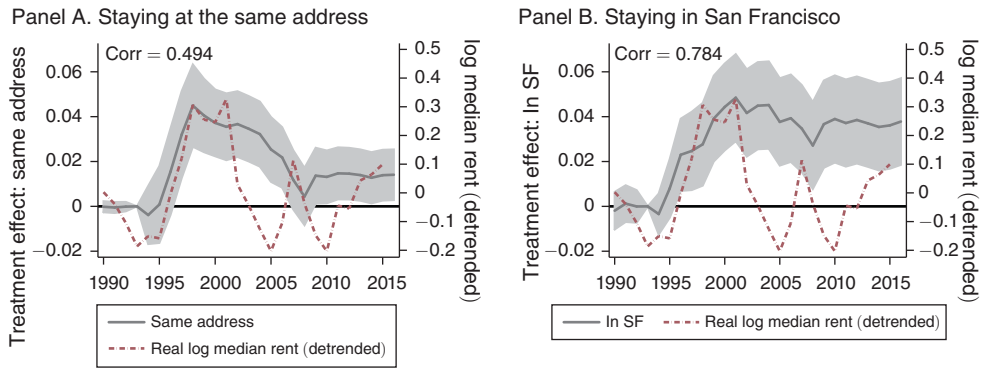 Panel A. Staying at the same address
Treatment effect: same address
Corr = 0.494
0.06
0.04
0.02
0
−0.02
0.5
0.4
0.3
0.2
0.1
0
−0.1
−0.2
log median rent (detrended)
1990 1995 2000 2005 2010 2015
Same address
Real log median rent (detrended)
Panel B. Staying in San Francisco
Treatment effect: In SF
Corr = 0.784
0.06
0.04
0.02
0
−0.02
0.5
0.4
0.3
0.2
0.1
0
−0.1
−0.2
log median rent (detrended)
1990 1995 2000 2005 2010 2015
In SF Real log median rent (detrended)